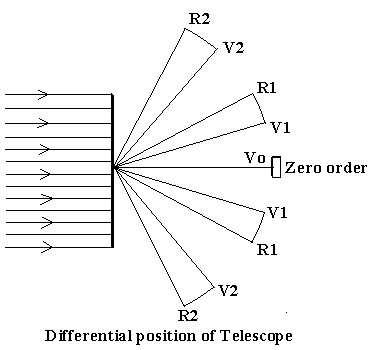 R2
V2
R1
V1
Vo
Zero order
V1
R1
V2
R2
Differential position of Telescope